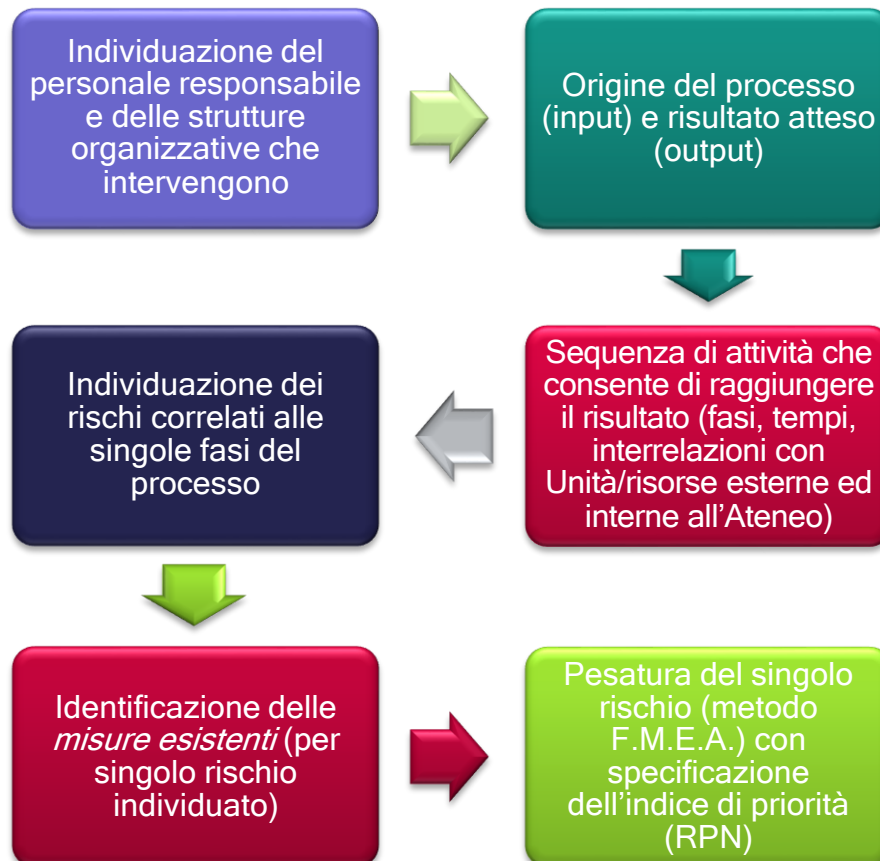 Individuazione del
personale responsabile
e delle strutture
organizzative che
intervengono
Origine del processo
(input) e risultato atteso
(output)
Sequenza di attività che
consente di raggiungere
il risultato (fasi, tempi,
interrelazioni con
Unità/risorse esterne ed
interne all’Ateneo)
Individuazione dei
rischi correlati alle
singole fasi del
processo
Identificazione delle
misure esistenti (per
singolo rischio
individuato)
Pesatura del singolo
rischio (metodo
F.M.E.A.) con
specificazione
dell’indice di priorità
(RPN)